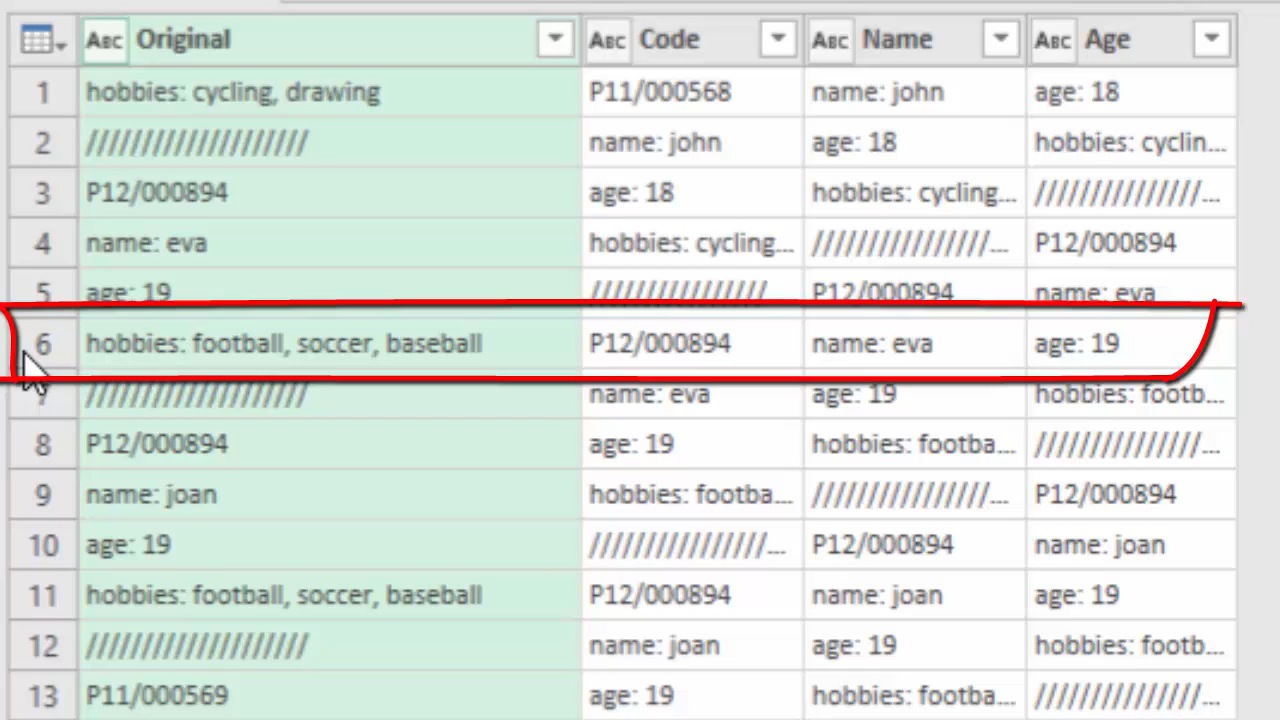 ABC Original ABC Code ABC Name ABC Age
1 hobbies: cycling, drawing P11/000568 name: john age: 18
2 //////////////////// name: john age: 18 hobbies: cyclin...
3 P12/000894 age: 18 hobbies: cycling... ///////////////...
4 name: eva hobbies: cycling... ////////////////... P12/000894
5 age: 19 //////////////// P12/000894 name: eva
6 hobbies: football, soccer, baseball P12/000894 name: eva age: 19
7 //////////////////// name: eva age: 19 hobbies: footb...
8 P12/000894 age: 19 hobbies: footba... ///////////////...
9 name: joan hobbies: footba... ////////////////... P12/000894
10 age: 19 ////////////////... P12/000894 name: joan
11 hobbies: football, soccer, baseball P12/000894 name: joan age: 19
12 //////////////////// name: joan age: 19 hobbies: footb...
13 P11/000569 age: 19 hobbies: footba... ///////////////...